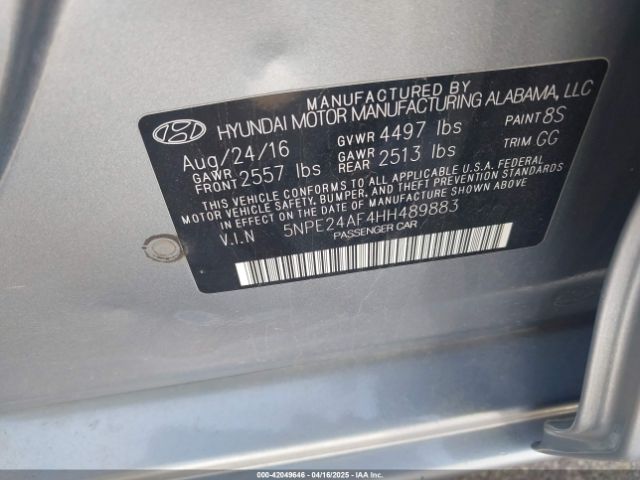 MANUFACTURED BY
HYUNDAI MOTOR MANUFACTURING ALABAMA, LLC
Aug/24/16 GVWR 4497 lbs PAINT 8S
GAWR FRONT 2557 lbs GAWR REAR 2513 lbs TRIM GG
THIS VEHICLE CONFORMS TO ALL APPLICABLE U.S.A. FEDERAL
MOTOR VEHICLE SAFETY, BUMPER, AND THEFT PREVENTION STANDARDS
IN EFFECT ON THE DATE OF MANUFACTURE SHOWN ABOVE.
V.I.N 5NPE24AF4HH489883
PASSENGER CAR
000-42049646 - 04/16/2025 - IAAI.COM